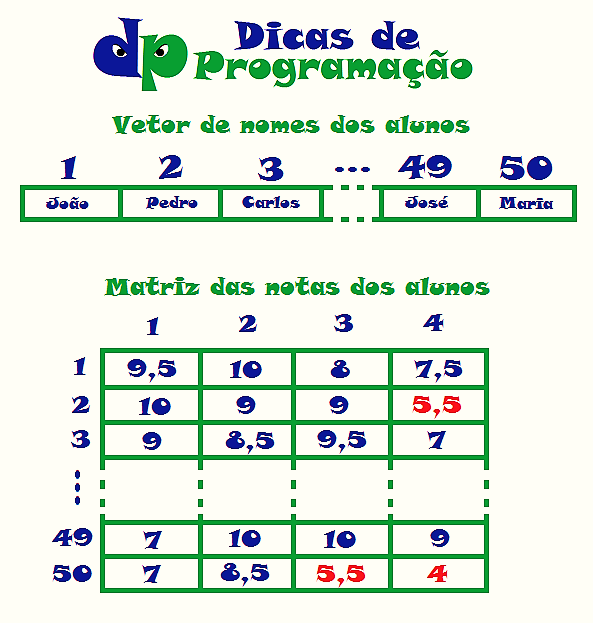 dp Dicas de
Programação
Vetor de nomes dos alunos
1 2 3 ... 49 50
João Pedro Carlos José Maria
Matriz das notas dos alunos
1 2 3 4
1 9,5 10 8 7,5
2 10 9 9 5,5
3 9 8,5 9,5 7
49 7 10 10 9
50 7 8,5 5,5 4